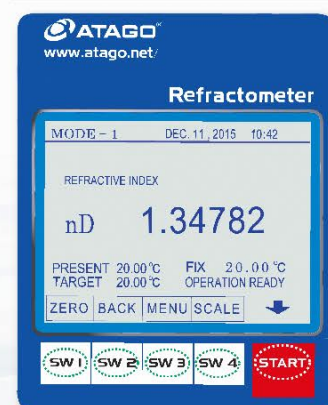 ATAGO®
www.atago.net/
Refractometer
MODE - 1 DEC. 11, 2015 10:42
REFRACTIVE INDEX
nD 1.34782
PRESENT 20.00°C FIX 20.00°C
TARGET 20.00°C OPERATION READY
ZERO BACK MENU SCALE
SW 1 SW 2 SW 3 SW 4 START